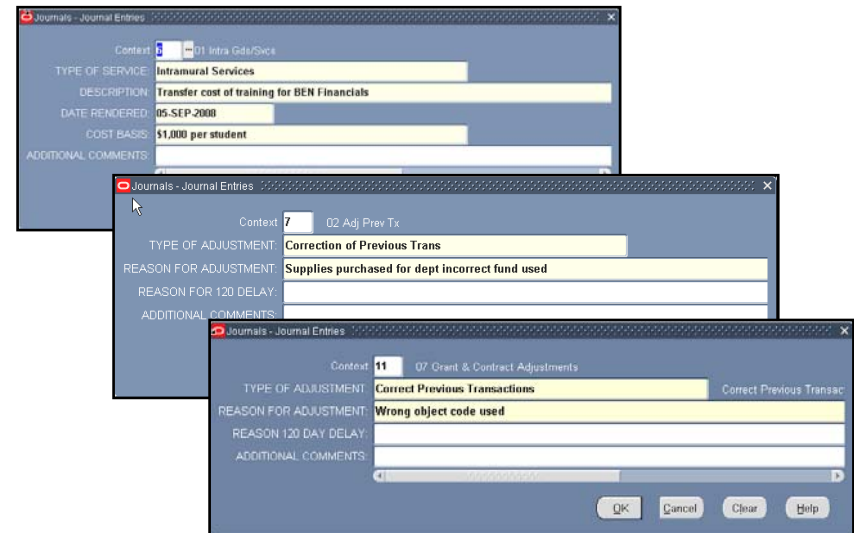 Journals - Journal Entries
Context 6 01 Intra Gds/Svcs
TYPE OF SERVICE: Intramural Services
DESCRIPTION: Transfer cost of training for BEN Financials
DATE RENDERED: 05-SEP-2008
COST BASIS: $1,000 per student
ADDITIONAL COMMENTS:
Journals - Journal Entries
Context 7 02 Adj Prev Tx
TYPE OF ADJUSTMENT: Correction of Previous Trans
REASON FOR ADJUSTMENT: Supplies purchased for dept incorrect fund used
REASON FOR 120 DELAY:
ADDITIONAL COMMENTS:
Journals - Journal Entries
Context 11 07 Grant & Contract Adjustments
TYPE OF ADJUSTMENT: Correct Previous Transactions Correct Previous Transac
REASON FOR ADJUSTMENT: Wrong object code used
REASON 120 DAY DELAY:
ADDITIONAL COMMENTS:
OK Cancel Clear Help